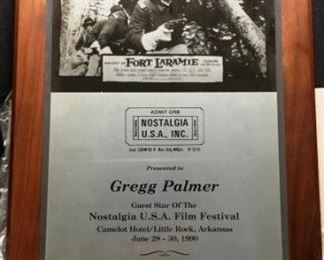 FORT LARAMIE
ADMIT ONE
NOSTALGIA
U.S.A., INC.
Presented to
Gregg Palmer
Guest Star Of The
Nostalgia U.S.A. Film Festival
Camelot Hotel/Little Rock, Arkansas
June 28 - 30, 1990